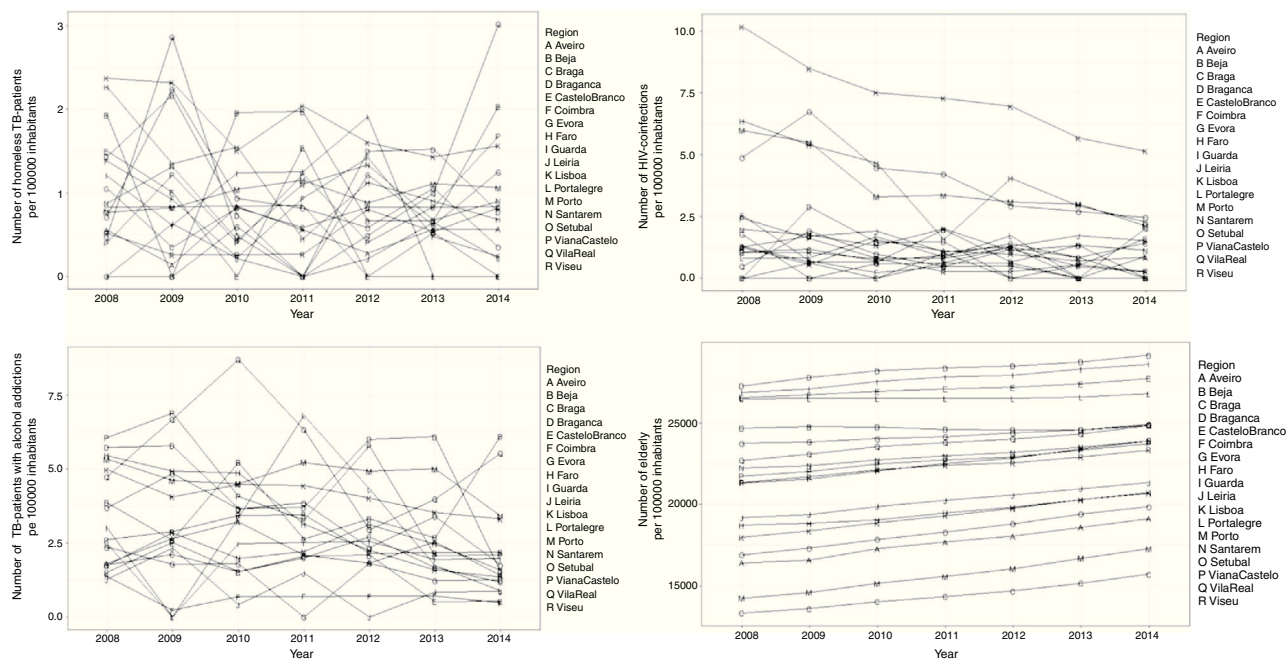 Number of homeless TB-patients
per 100000 inhabitants
3
2
1
0
2008 2009 2010 2011 2012 2013 2014
Year
Region
A Aveiro
B Beja
C Braga
D Braganca
E CasteloBranco
F Coimbra
G Evora
H Faro
I Guarda
J Leiria
K Lisboa
L Portalegre
M Porto
N Santarem
O Setubal
P VianaCastelo
Q VilaReal
R Viseu
Number of HIV-coinfections
per 100000 inhabitants
10.0
7.5
5.0
2.5
0.0
2008 2009 2010 2011 2012 2013 2014
Year
Region
A Aveiro
B Beja
C Braga
D Braganca
E CasteloBranco
F Coimbra
G Evora
H Faro
I Guarda
J Leiria
K Lisboa
L Portalegre
M Porto
N Santarem
O Setubal
P VianaCastelo
Q VilaReal
R Viseu
Number of TB-patients with alcohol addictions
pe 100000 inhabitants
7.5
5.0
2.5
0.0
2008 2009 2010 2011 2012 2013 2014
Year
Region
A Aveiro
B Beja
C Braga
D Braganca
E CasteloBranco
F Coimbra
G Evora
H Faro
I Guarda
J Leiria
K Lisboa
L Portalegre
M Porto
N Santarem
O Setubal
P VianaCastelo
Q VilaReal
R Viseu
Number of elderly
per 100000 inhabitants
25000
20000
15000
2008 2009 2010 2011 2012 2013 2014
Year
Region
A Aveiro
B Beja
C Braga
D Braganca
E CasteloBranco
F Coimbra
G Evora
H Faro
I Guarda
J Leiria
K Lisboa
L Portalegre
M Porto
N Santarem
O Setubal
P VianaCastelo
Q VilaReal
R Viseu